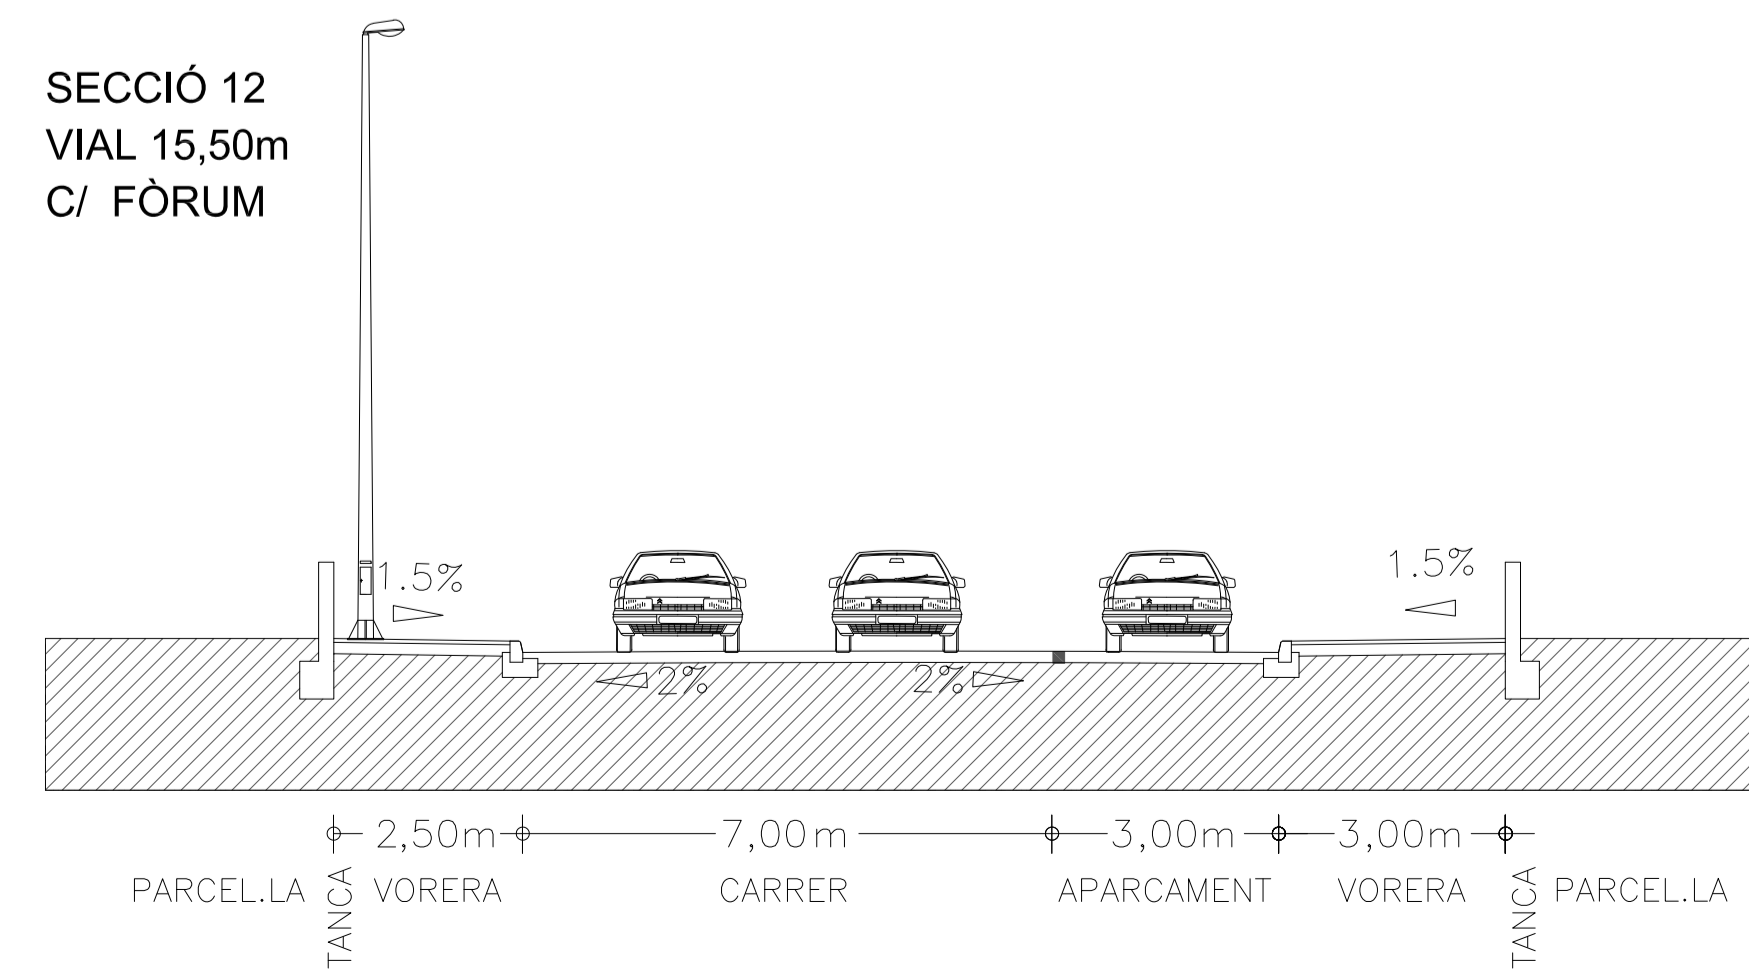 SECCIÓ 12
VIAL 15,50m
C/ FÒRUM
1.5%
1.5%
2%
2%
2,50m
7,00m
3,00m
3,00m
PARCEL.LA
TANCA
VORERA
CARRER
APARCAMENT
VORERA
TANCA
PARCEL.LA